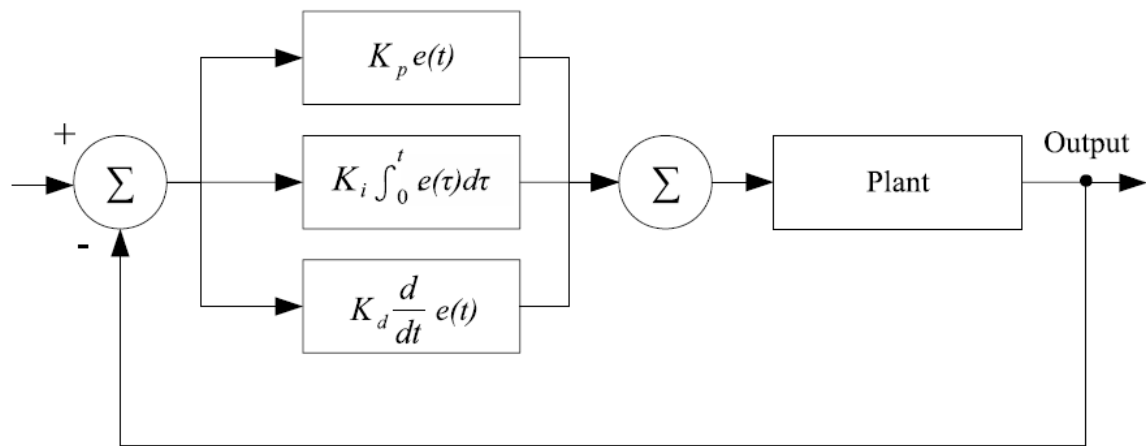 K_p e(t)
+
Σ
K_i ∫_0^t e(τ)dτ
Σ
Plant
Output
-
K_d d/dt e(t)